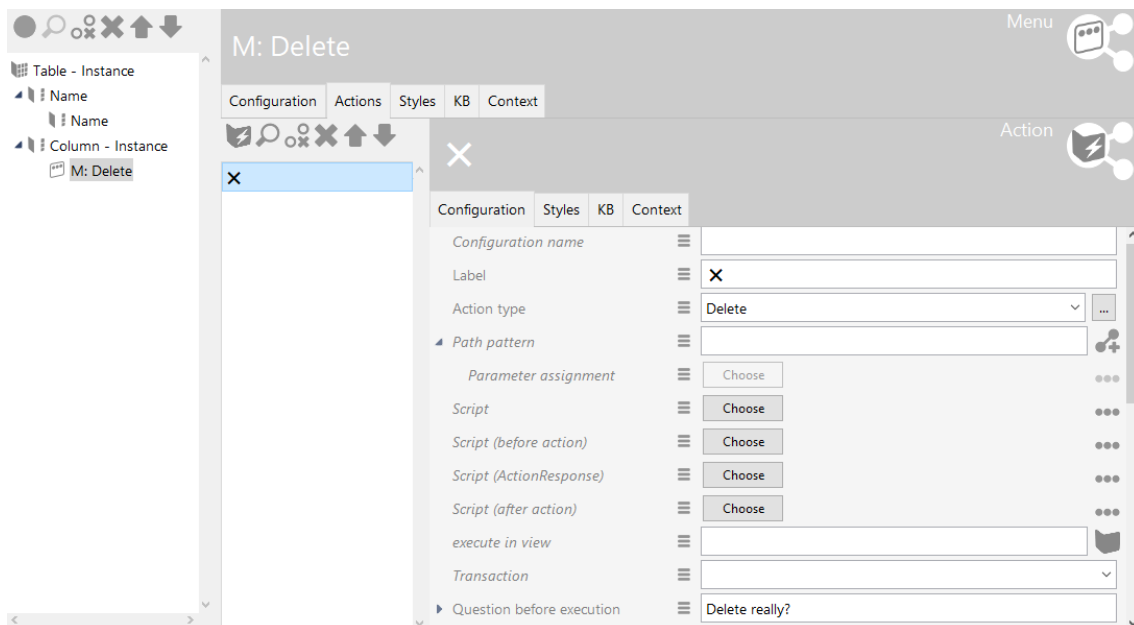 Menu
M: Delete
Table - Instance
Name
Name
Column - Instance
M: Delete
Configuration Actions Styles KB Context
Action
Configuration Styles KB Context
Configuration name
Label
Action type Delete ...
Path pattern
Parameter assignment Choose
Script Choose
Script (before action) Choose
Script (ActionResponse) Choose
Script (after action) Choose
execute in view
Transaction
Question before execution Delete really?